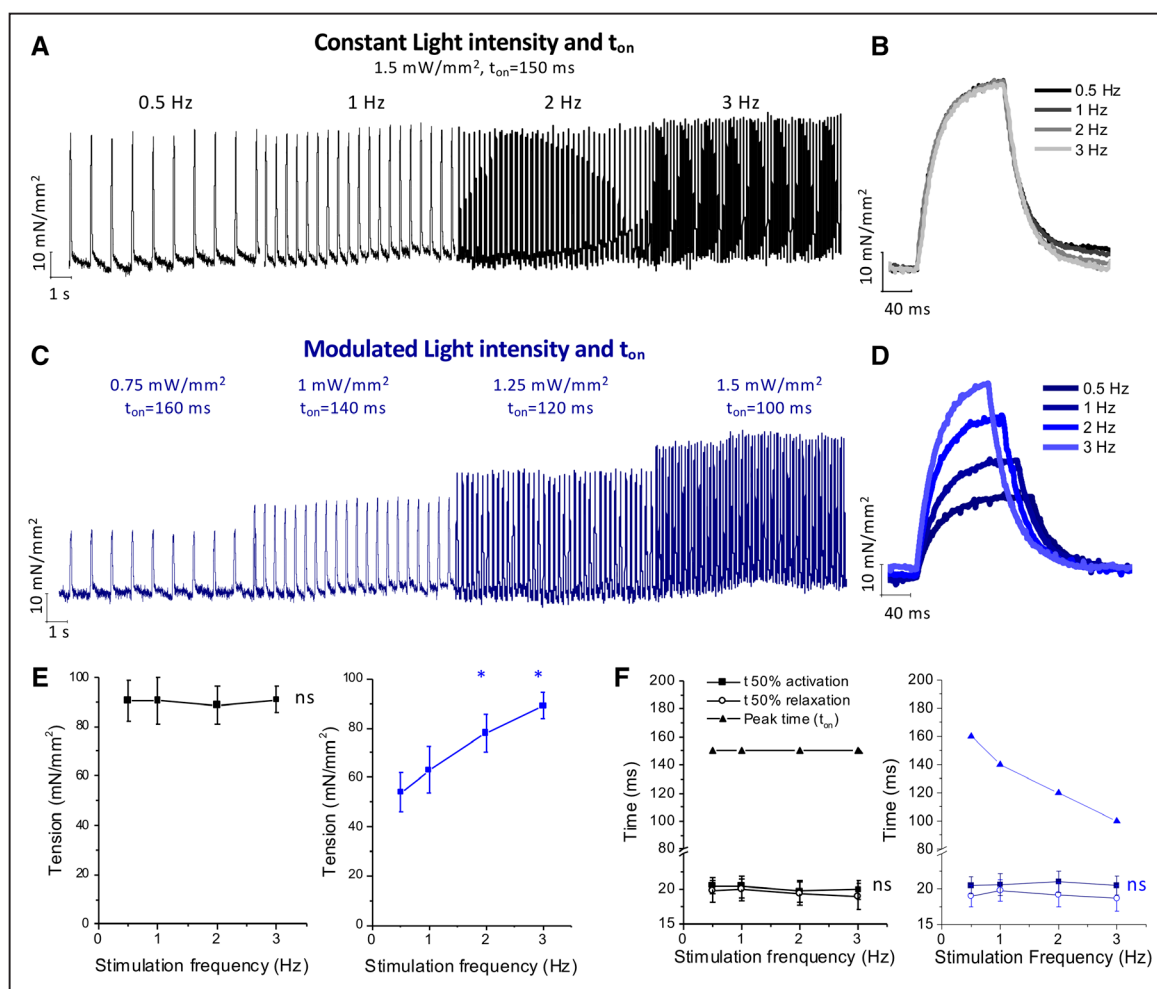 A
Constant Light intensity and ton
1.5 mW/mm², ton=150 ms
0.5 Hz
1 Hz
2 Hz
3 Hz
10 mN/mm²
1 s
B
0.5 Hz
1 Hz
2 Hz
3 Hz
10 mN/mm²
40 ms
C
Modulated Light intensity and ton
0.75 mW/mm²
ton=160 ms
1 mW/mm²
ton=140 ms
1.25 mW/mm²
ton=120 ms
1.5 mW/mm²
ton=100 ms
10 mN/mm²
1 s
D
0.5 Hz
1 Hz
2 Hz
3 Hz
10 mN/mm²
40 ms
E
Tension (mN/mm²)
100
80
60
40
20
0
ns
0 1 2 3
Stimulation frequency (Hz)
Tension (mN/mm²)
100
80
60
40
20
0
* *
0 1 2 3
Stimulation frequency (Hz)
F
Time (ms)
200
180
160
140
120
100
80
20
15
t 50% activation
t 50% relaxation
Peak time (ton)
ns
0 1 2 3
Stimulation frequency (Hz)
Time (ms)
200
180
160
140
120
100
80
20
15
ns
0 1 2 3
Stimulation Frequency (Hz)